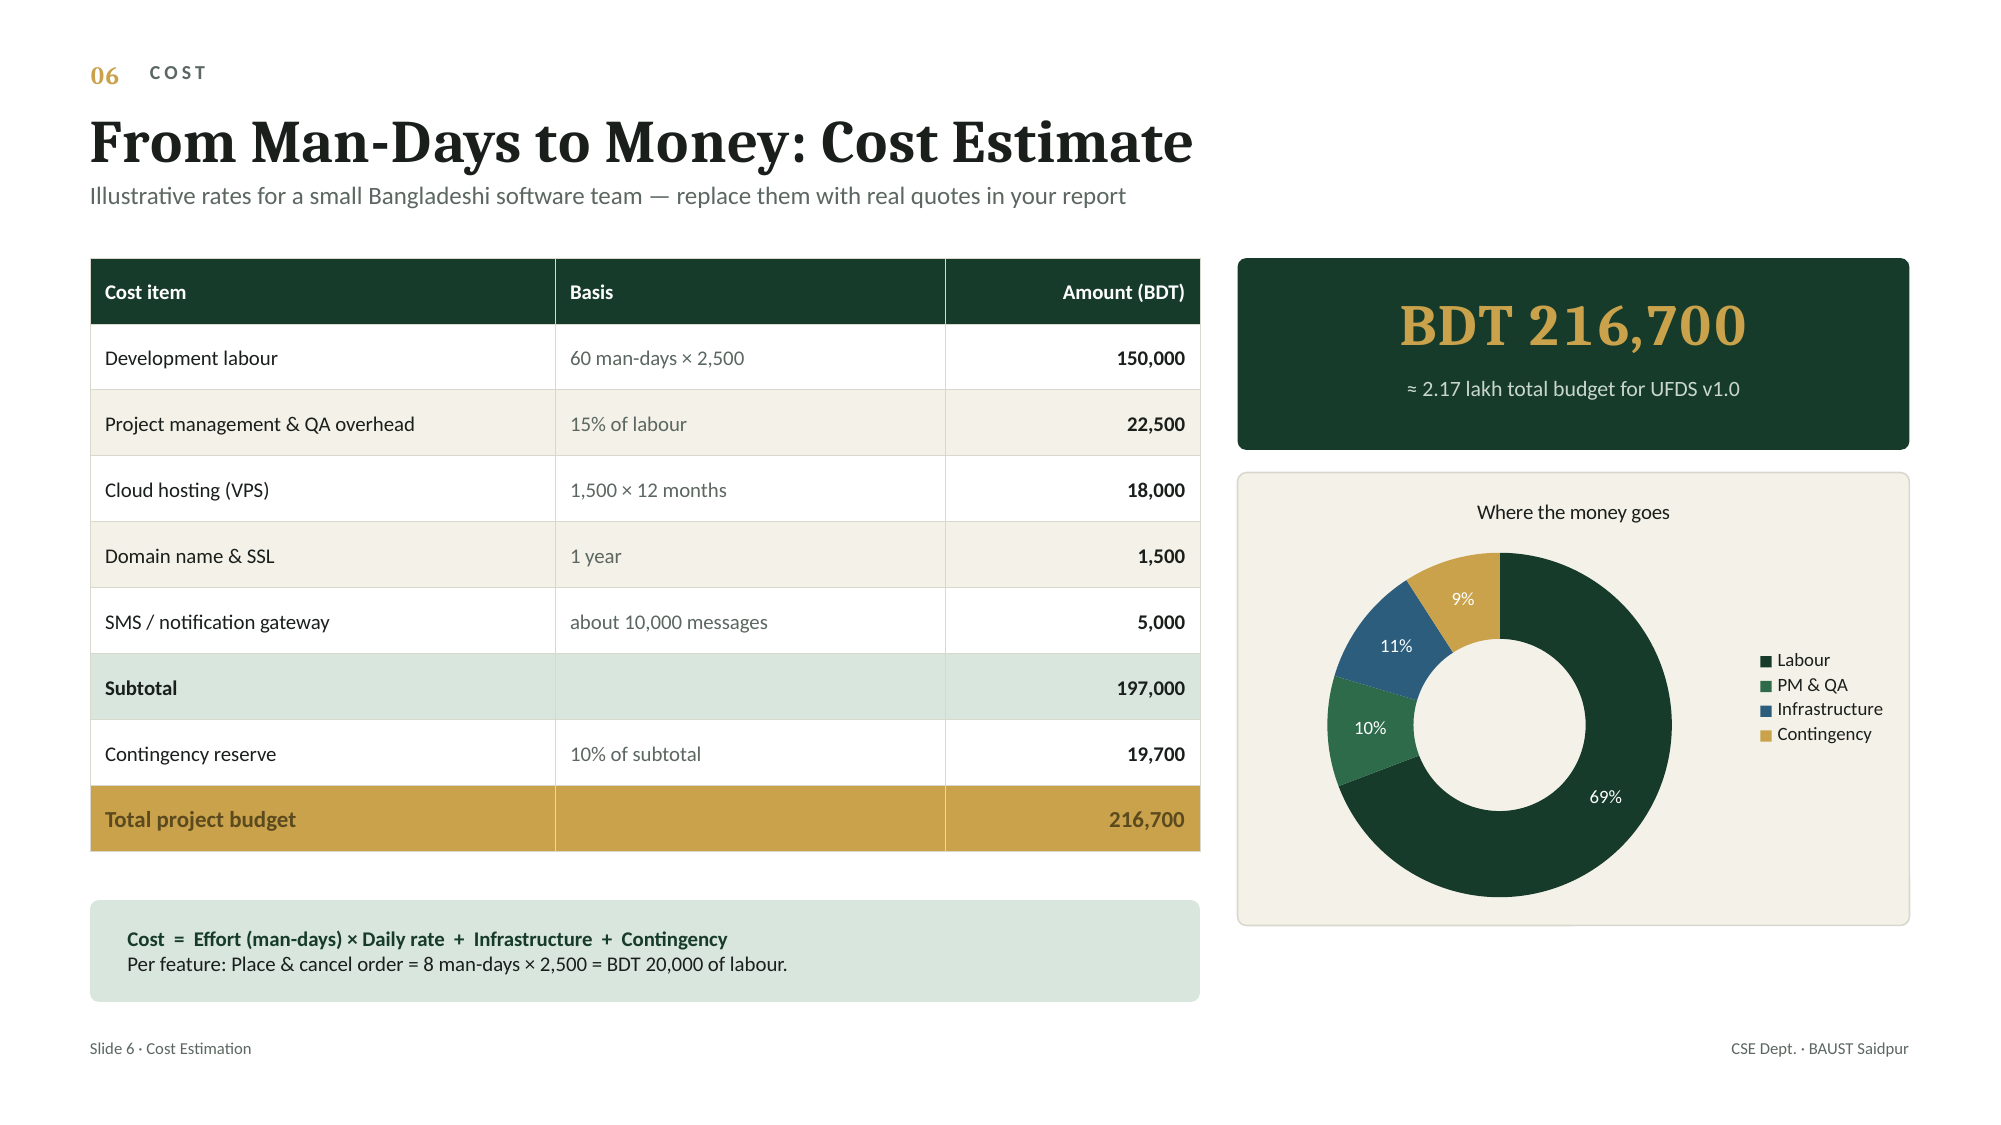 06 COST
From Man-Days to Money: Cost Estimate
Illustrative rates for a small Bangladeshi software team — replace them with real quotes in your report
Cost item Basis Amount (BDT)
Development labour 60 man-days × 2,500 150,000
Project management & QA overhead 15% of labour 22,500
Cloud hosting (VPS) 1,500 × 12 months 18,000
Domain name & SSL 1 year 1,500
SMS / notification gateway about 10,000 messages 5,000
Subtotal 197,000
Contingency reserve 10% of subtotal 19,700
Total project budget 216,700
Cost = Effort (man-days) × Daily rate + Infrastructure + Contingency
Per feature: Place & cancel order = 8 man-days × 2,500 = BDT 20,000 of labour.
BDT 216,700
≈ 2.17 lakh total budget for UFDS v1.0
Where the money goes
9%
11%
10%
69%
Labour
PM & QA
Infrastructure
Contingency
Slide 6 · Cost Estimation
CSE Dept. · BAUST Saidpur